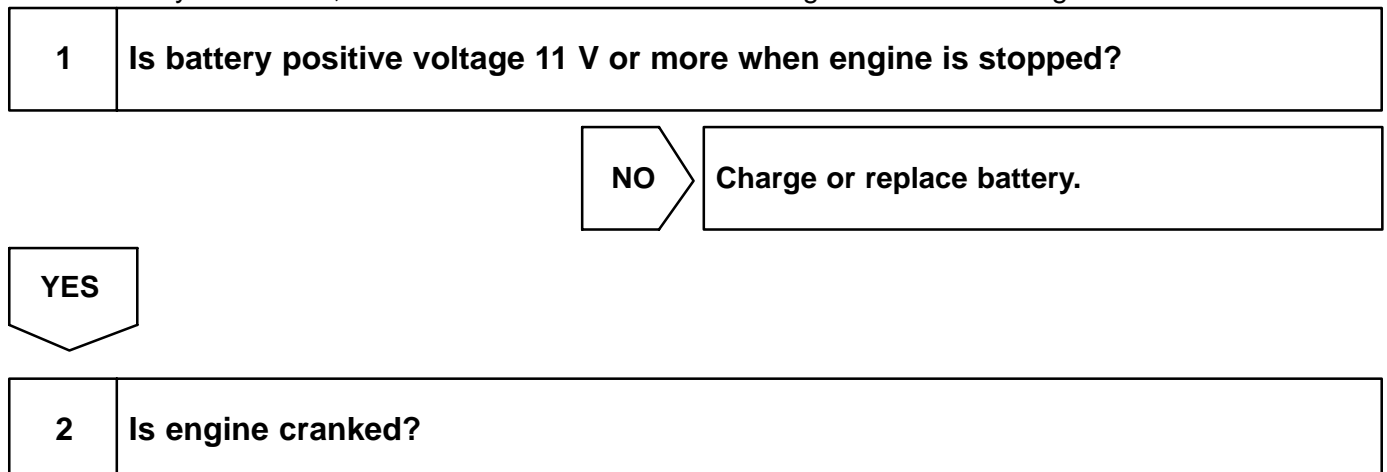 1 Is battery positive voltage 11 V or more when engine is stopped?
NO Charge or replace battery.
YES
2 Is engine cranked?